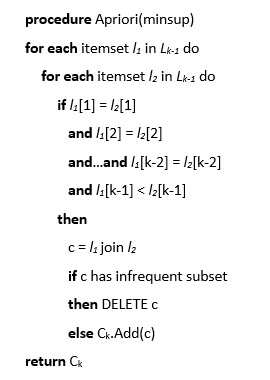 procedure Apriori(minsup)
for each itemset l₁ in Lₖ₋₁ do
for each itemset l₂ in Lₖ₋₁ do
if l₁[1] = l₂[1]
and l₁[2] = l₂[2]
and...and l₁[k-2] = l₂[k-2]
and l₁[k-1] < l₂[k-1]
then
c = l₁ join l₂
if c has infrequent subset
then DELETE c
else Cₖ.Add(c)
return Cₖ